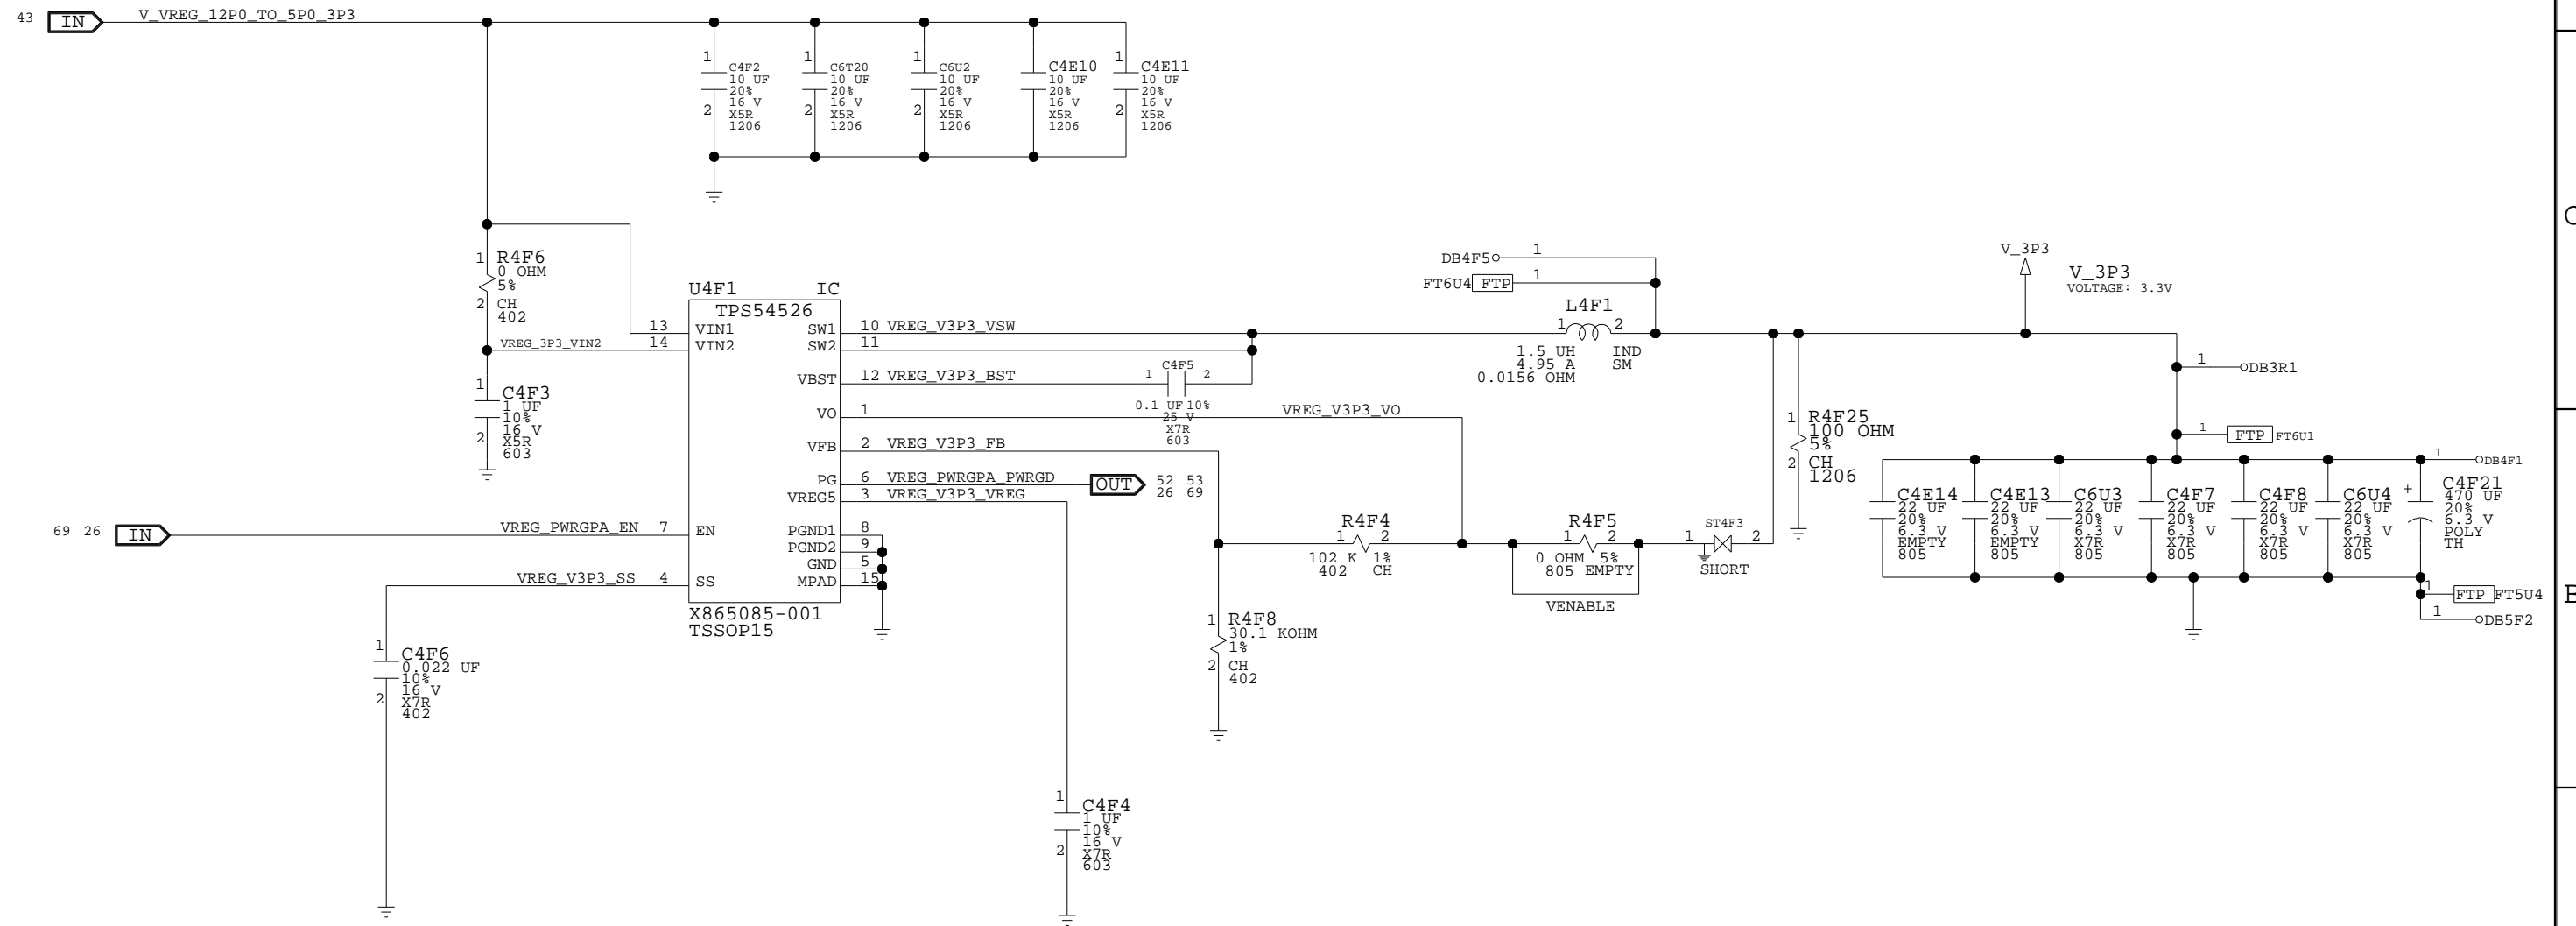 43 IN V_VREG_12P0_TO_5P0_3P3
1 C4F2
10 UF
20%
16 V
2 X5R
1206
1 C6T20
10 UF
20%
16 V
2 X5R
1206
1 C6U2
10 UF
20%
16 V
2 X5R
1206
1 C4E10
10 UF
20%
16 V
2 X5R
1206
1 C4E11
10 UF
20%
16 V
2 X5R
1206
C
1 R4F6
0 OHM
5%
2 CH
402
VREG_3P3_VIN2
1 C4F3
1 UF
10%
16 V
2 X5R
603
69 26 IN VREG_PWRGPA_EN 7
VREG_V3P3_SS 4
1 C4F6
0.022 UF
10%
16 V
2 X7R
402
U4F1 IC
TPS54526
13 VIN1
14 VIN2
EN
SS
SW1 10 VREG_V3P3_VSW
SW2 11
VBST 12 VREG_V3P3_BST
VO 1 VREG_V3P3_VO
VFB 2 VREG_V3P3_FB
PG 6 VREG_PWRGPA_PWRGD OUT 52 53
26 69
VREG5 3 VREG_V3P3_VREG
PGND1 8
PGND2 9
GND 5
MPAD 15
X865085-001
TSSOP15
C4F5
1 2
0.1 UF 10%
25 V
X7R
603
1 C4F4
1 UF
10%
16 V
2 X7R
603
DB4F5 1
FT6U4 FTP 1
L4F1
1 2
1.5 UH IND
4.95 A SM
0.0156 OHM
R4F4
1 2
102 K 1%
402 CH
R4F5
1 2
0 OHM 5%
805 EMPTY
VENABLE
ST4F3
1 2
SHORT
1 R4F8
30.1 KOHM
1%
2 CH
402
1 R4F25
100 OHM
5%
2 CH
1206
V_3P3
V_3P3
VOLTAGE: 3.3V
1 DB3R1
1 FTP FT6U1
1 DB4F1
C4E14
22 UF
20%
6.3 V
EMPTY
805
C4E13
22 UF
20%
6.3 V
EMPTY
805
C6U3
22 UF
20%
6.3 V
X7R
805
C4F7
22 UF
20%
6.3 V
X7R
805
C4F8
22 UF
20%
6.3 V
X7R
805
C6U4
22 UF
20%
6.3 V
X7R
805
+ C4F21
470 UF
20%
6.3 V
POLY
TH
1 FTP FT5U4
1 DB5F2
B